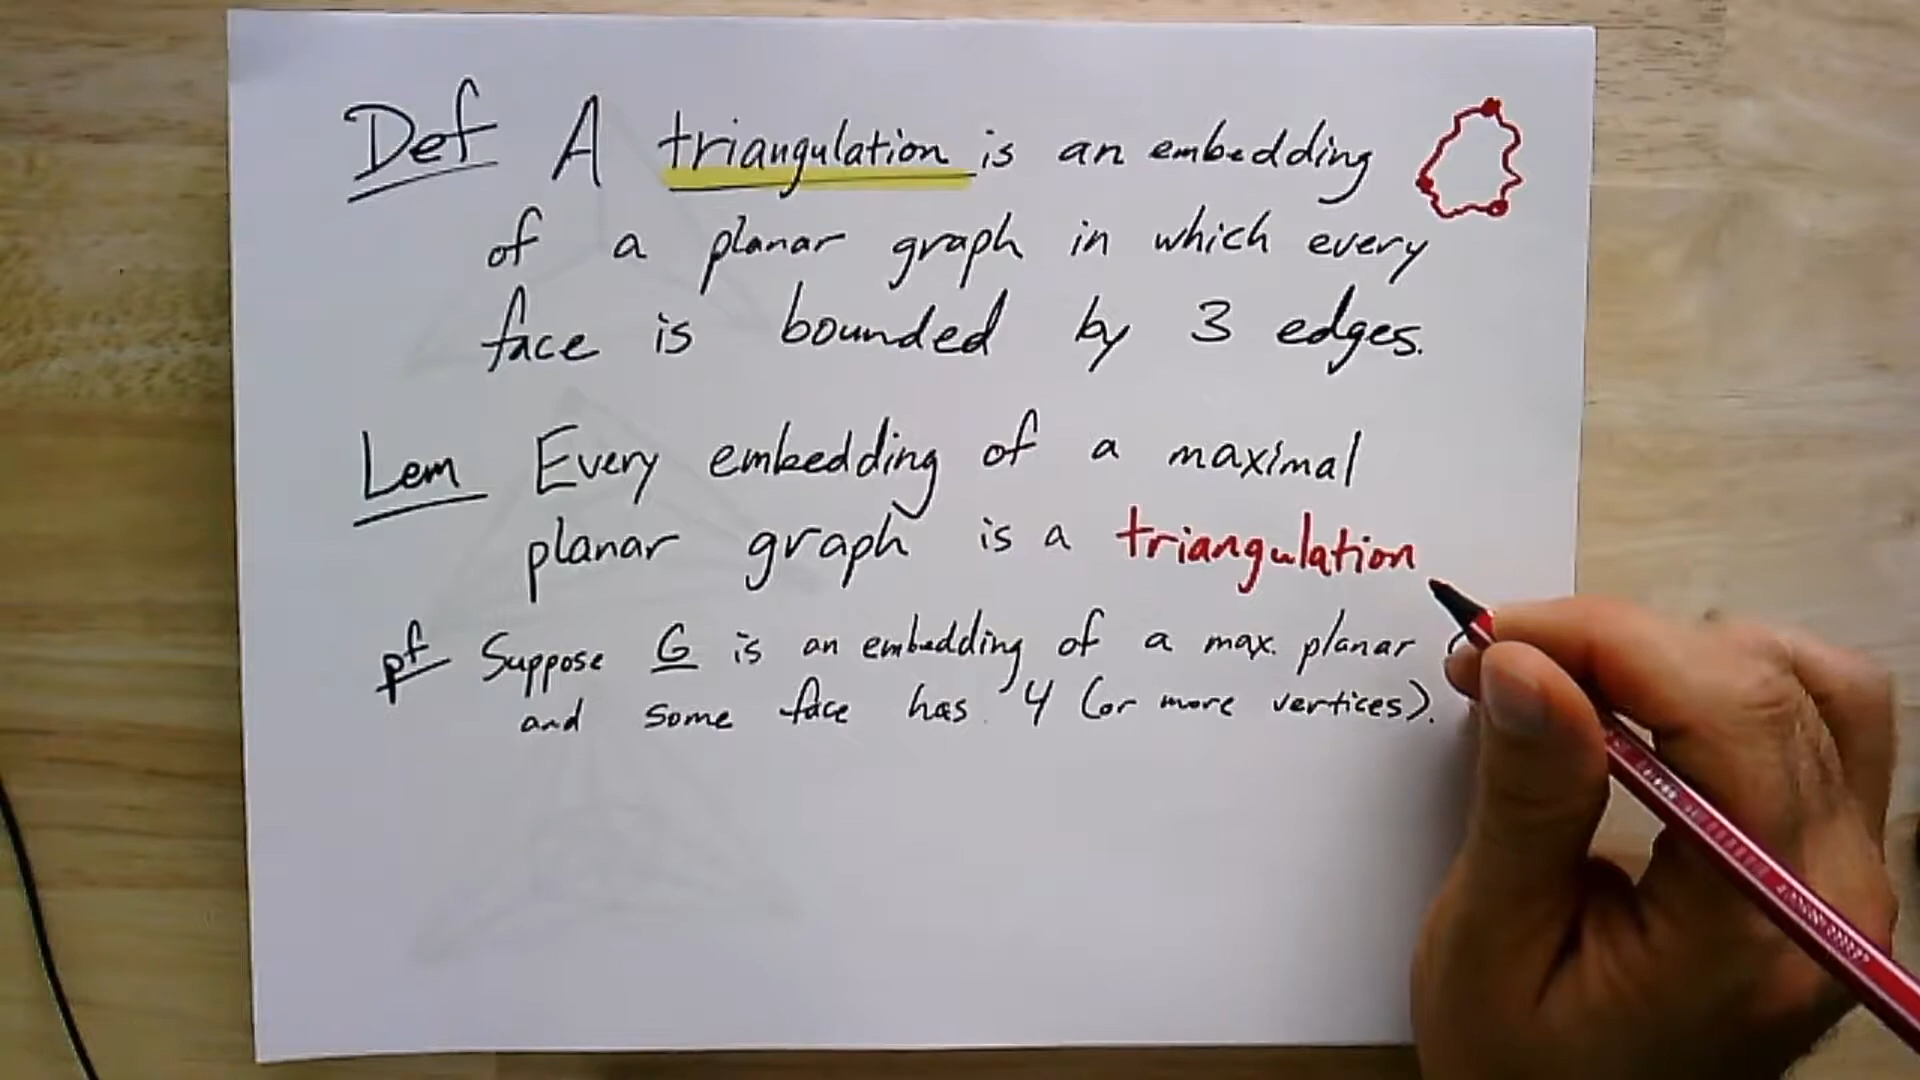 Def A triangulation is an embedding
of a planar graph in which every
face is bounded by 3 edges.
Lem Every embedding of a maximal
planar graph is a triangulation
pf Suppose G is an embedding of a max. planar
and some face has 4 (or more vertices).